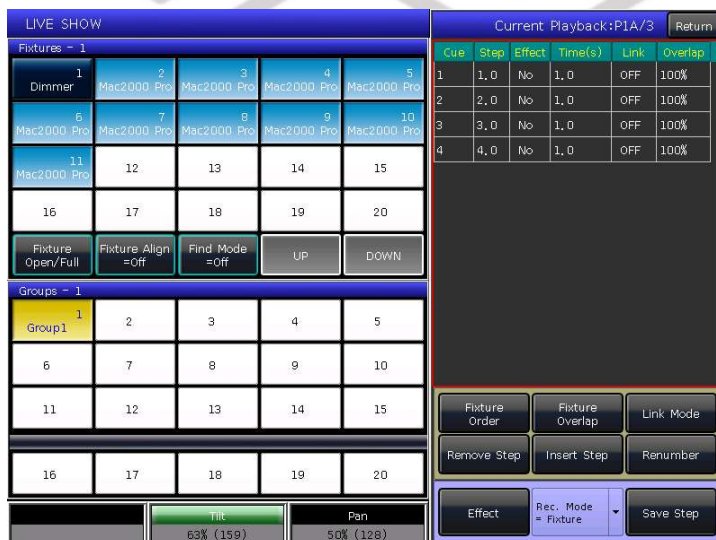 LIVE SHOW
Fixtures - 1
1 Dimmer
2 Mac2000 Pro
3 Mac2000 Pro
4 Mac2000 Pro
5 Mac2000 Pro
6 Mac2000 Pro
7 Mac2000 Pro
8 Mac2000 Pro
9 Mac2000 Pro
10 Mac2000 Pro
11 Mac2000 Pro
12
13
14
15
16
17
18
19
20
Fixture Open/Full
Fixture Align =Off
Find Mode =Off
UP
DOWN
Groups - 1
1 Group1
2
3
4
5
6
7
8
9
10
11
12
13
14
15
16
17
18
19
20
Tilt
63% (159)
Pan
50% (128)
Current Playback:P1A/3
Return
Cue Step Effect Time(s) Link Overlap
1 1.0 No 1.0 OFF 100%
2 2.0 No 1.0 OFF 100%
3 3.0 No 1.0 OFF 100%
4 4.0 No 1.0 OFF 100%
Fixture Order
Fixture Overlap
Link Mode
Remove Step
Insert Step
Renumber
Effect
Rec. Mode = Fixture
Save Step